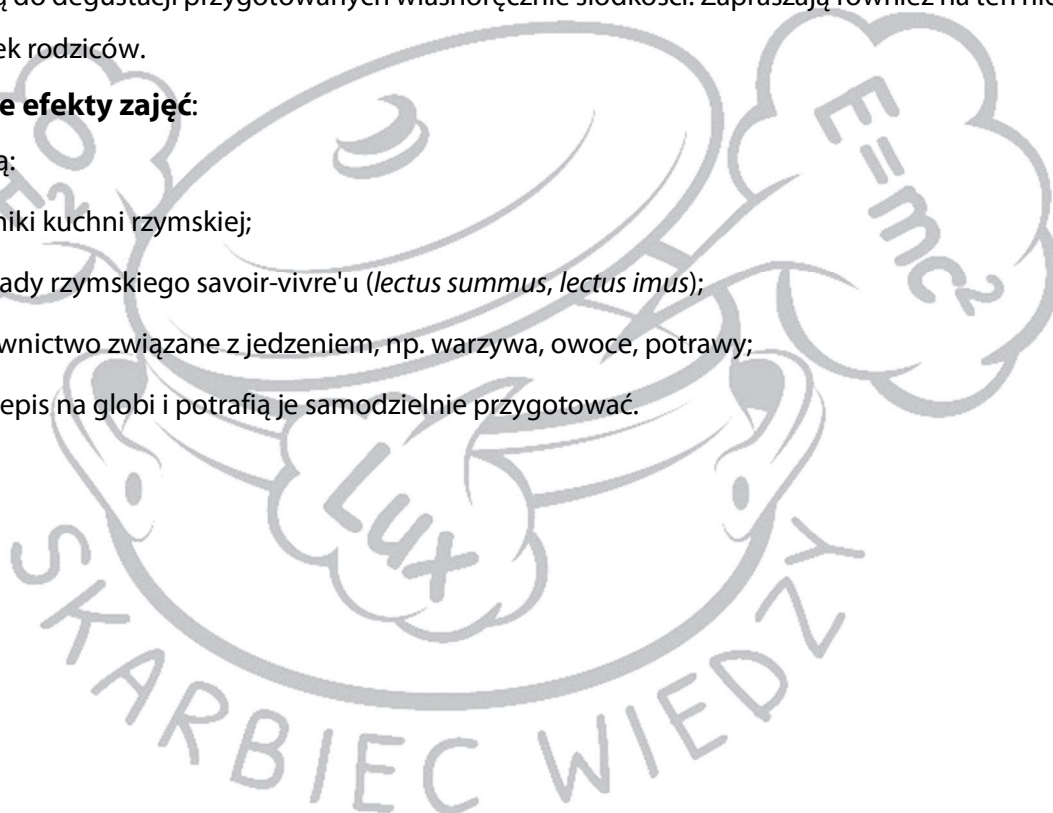 ą do degustacji przygotowanych własnoręcznie słodkości. Zapraszają również na ten
ek rodziców.
e efekty zajęć:
ą:
niki kuchni rzymskiej;
ady rzymskiego savoir-vivre'u (lectus summus, lectus imus);
wnictwo związane z jedzeniem, np. warzywa, owoce, potrawy;
epis na globi i potrafią je samodzielnie przygotować.
E=mc²
Lux
SKARBIEC WIEDZY